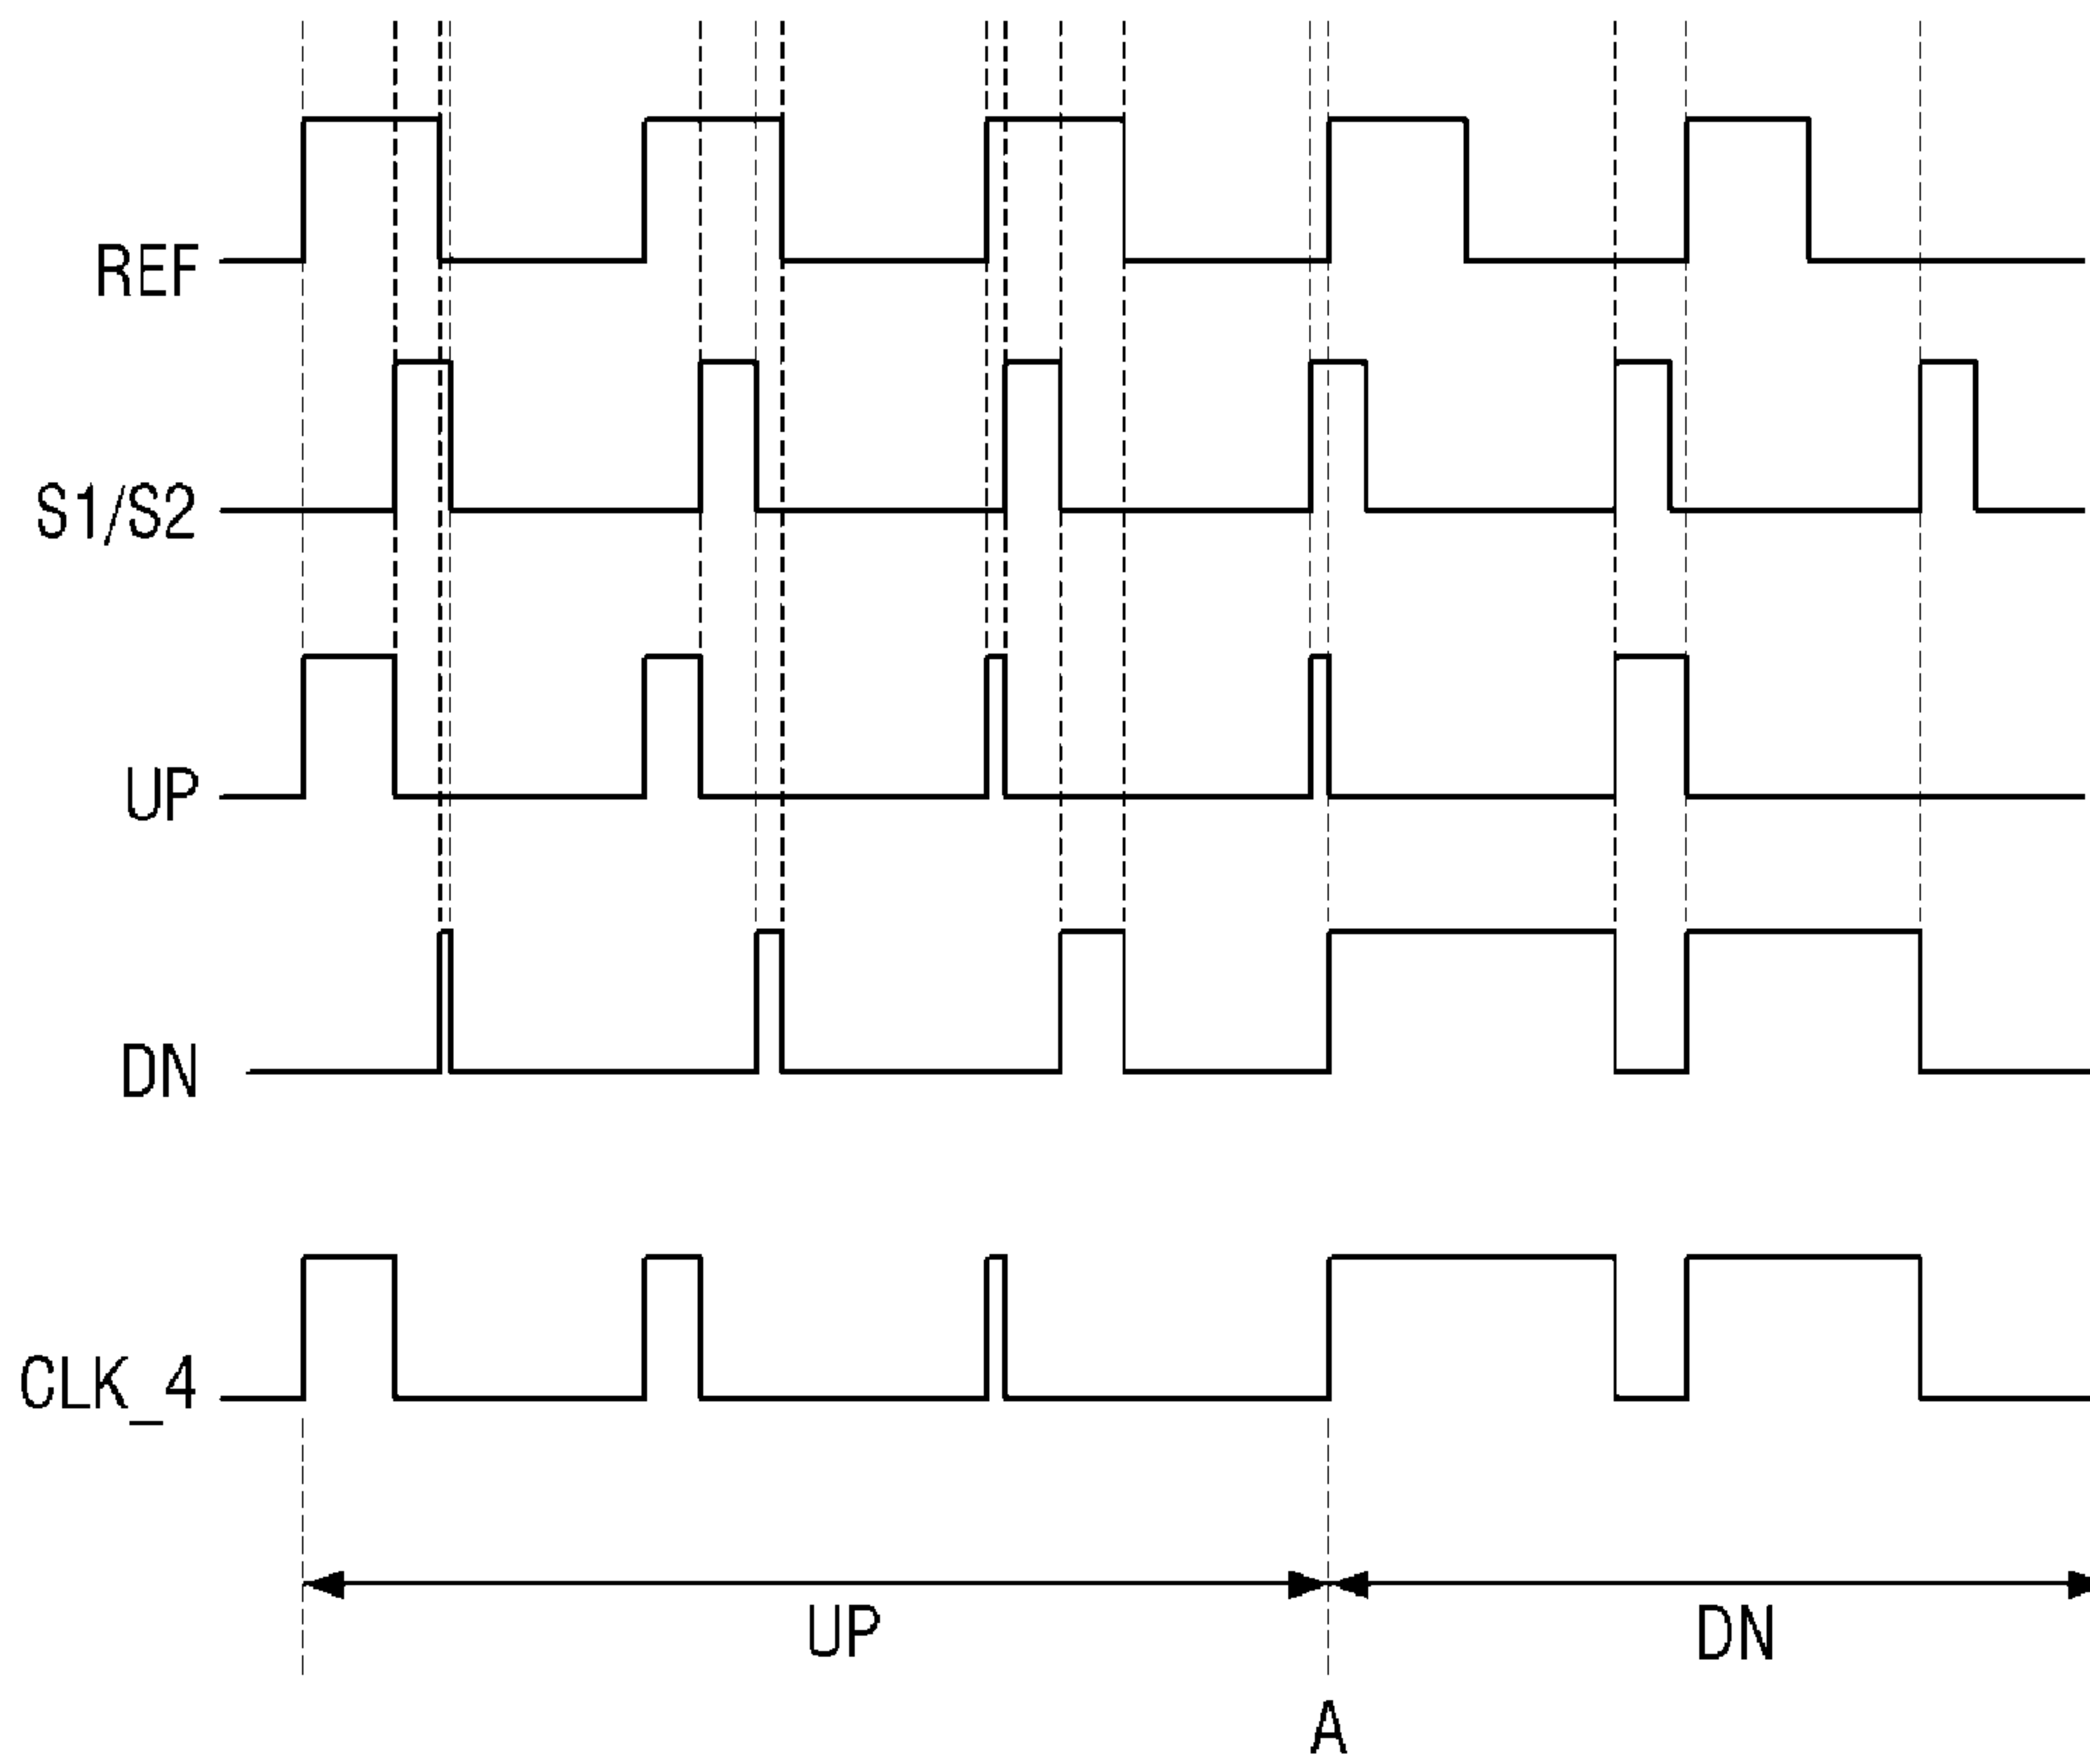 REF
S1/S2
UP
DN
CLK_4
UP
DN
A